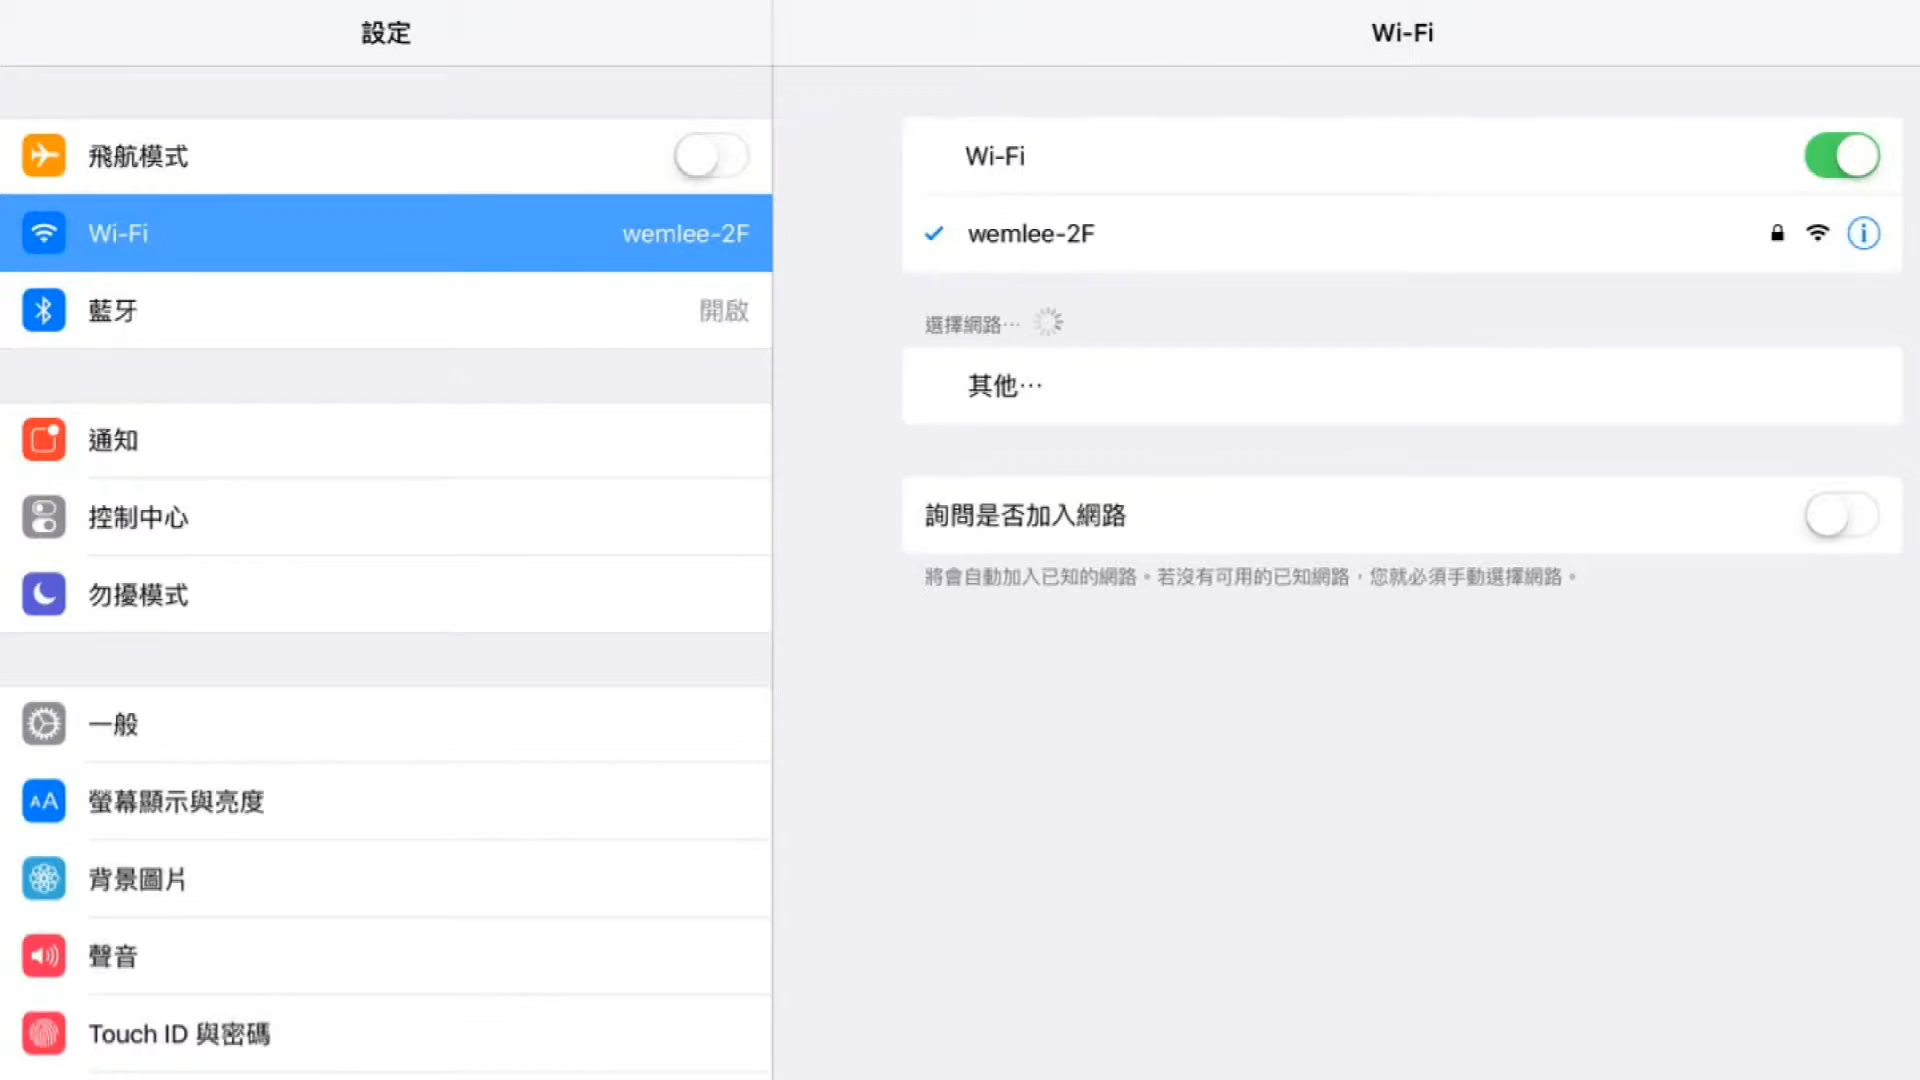 設定
飛航模式
Wi-Fi wemlee-2F
藍牙 開啟
通知
控制中心
勿擾模式
一般
AA 螢幕顯示與亮度
背景圖片
聲音
Touch ID 與密碼
Wi-Fi
Wi-Fi
wemlee-2F
選擇網路⋯
其他⋯
詢問是否加入網路
將會自動加入已知的網路。若沒有可用的已知網路，您就必須手動選擇網路。